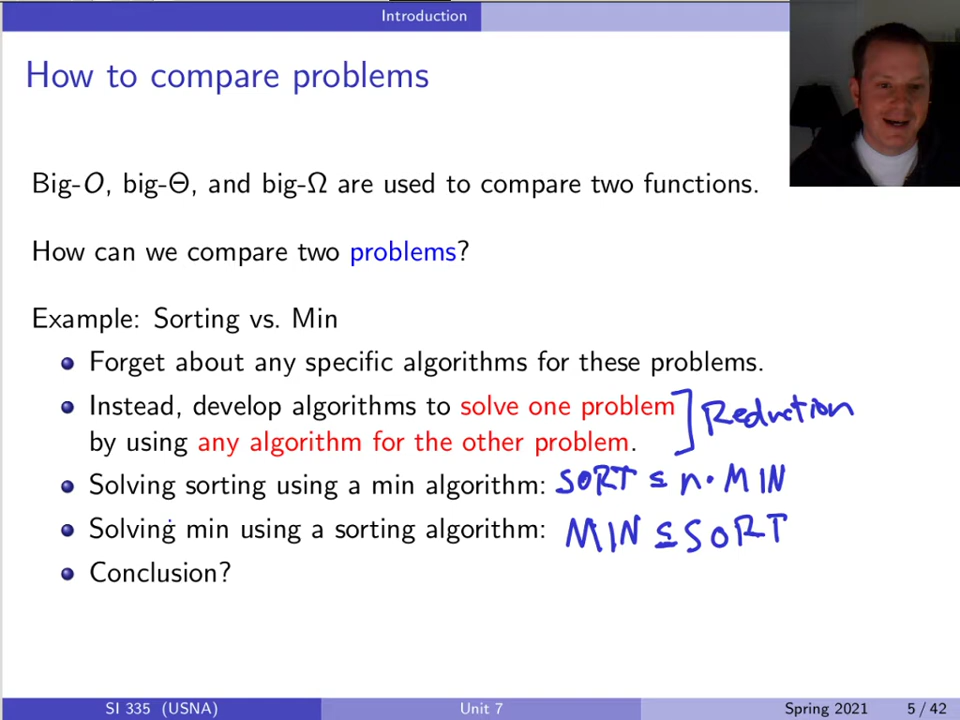 Introduction
How to compare problems
Big-O, big-Θ, and big-Ω are used to compare two functions.
How can we compare two problems?
Example: Sorting vs. Min
Forget about any specific algorithms for these problems.
Instead, develop algorithms to solve one problem
by using any algorithm for the other problem.
Reduction
Solving sorting using a min algorithm: SORT ≤ n·MIN
Solving min using a sorting algorithm: MIN ≤ SORT
Conclusion?
SI 335 (USNA) Unit 7 Spring 2021 5 / 42